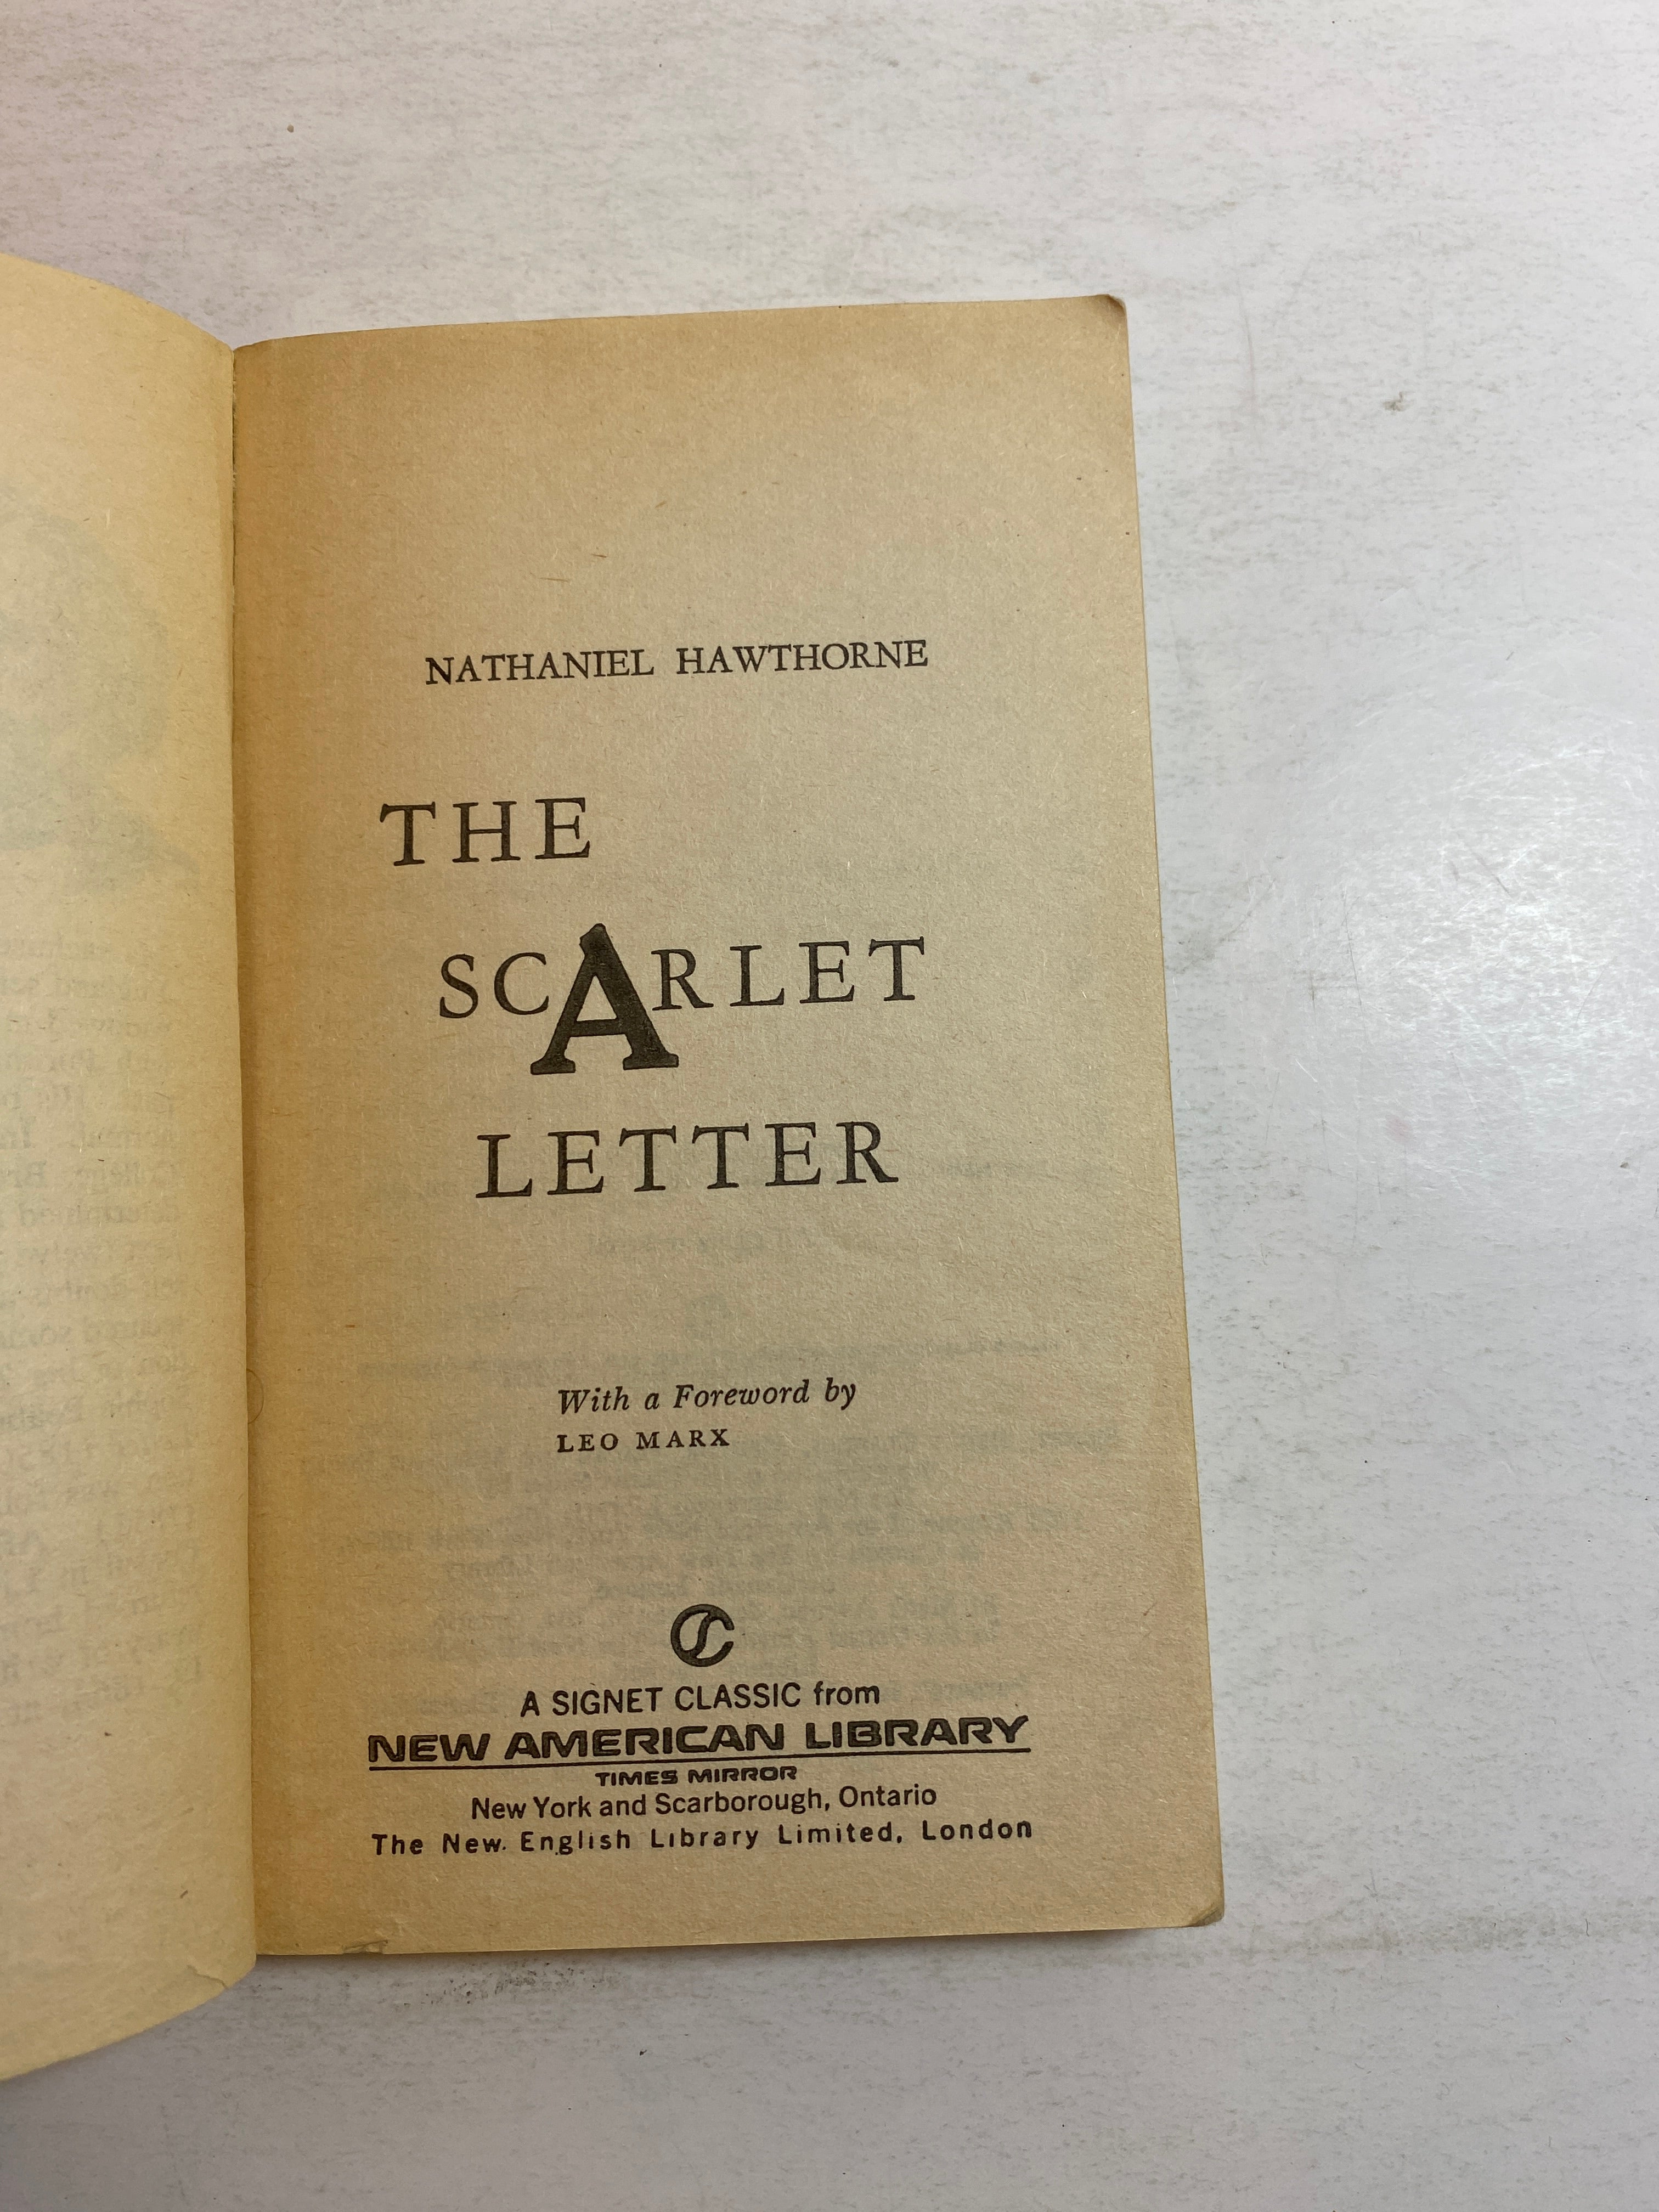 NATHANIEL HAWTHORNE
THE
SCARLET
LETTER
With a Foreword by
LEO MARX
A SIGNET CLASSIC from
NEW AMERICAN LIBRARY
TIMES MIRROR
New York and Scarborough, Ontario
The New English Library Limited, London